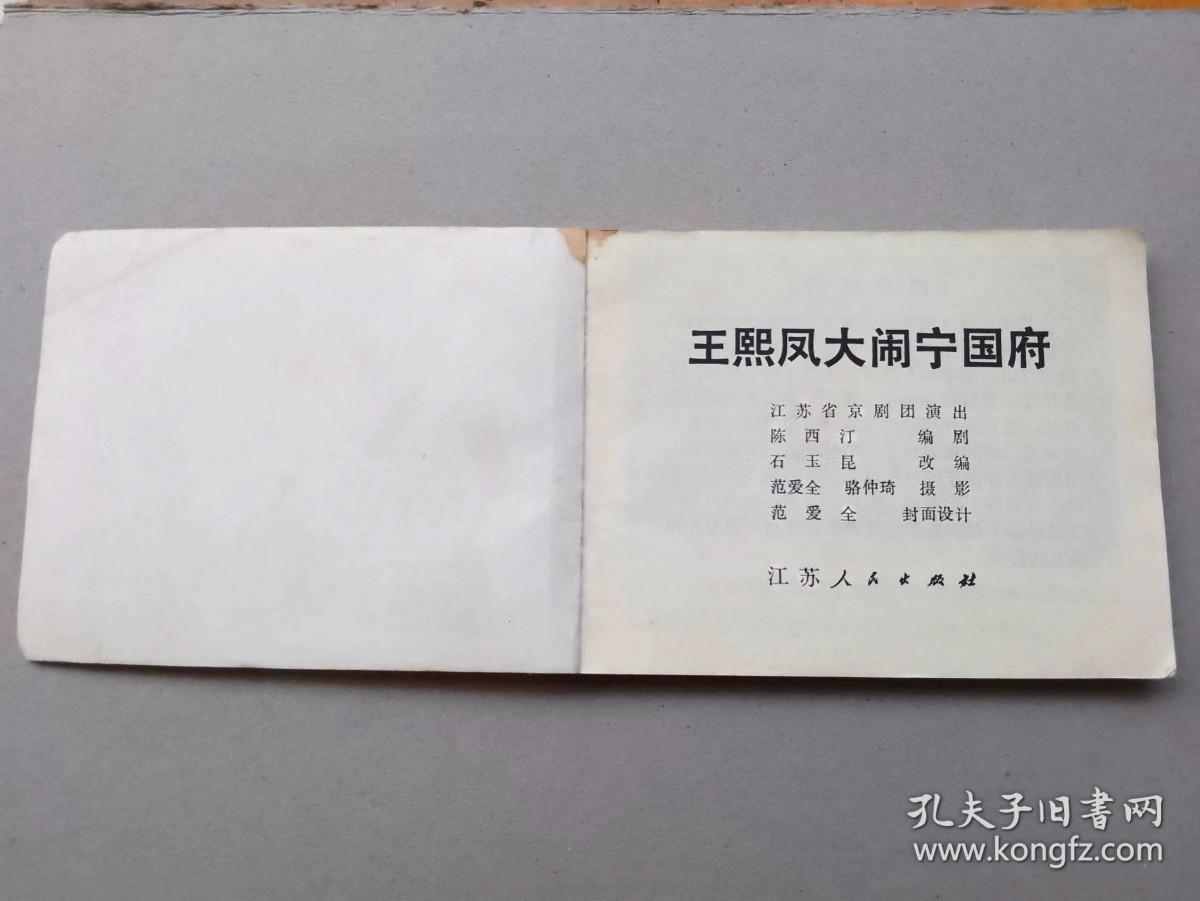 王熙凤大闹宁国府
江苏省京剧团演出
陈西汀 编剧
石玉昆 改编
范爱全 骆仲琦 摄影
范爱全 封面设计
江苏人民出版社
孔夫子旧书网
www.kongfz.com